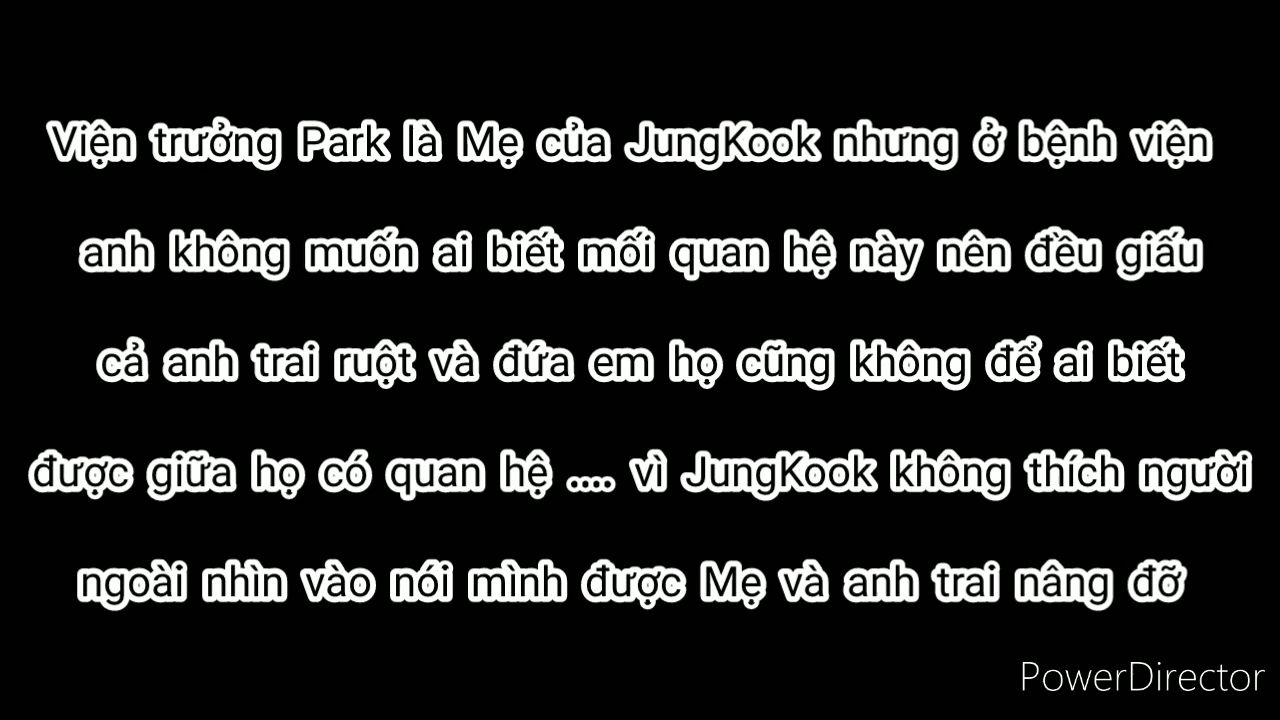 Viện trưởng Park là Mẹ của JungKook nhưng ở bệnh viện
anh không muốn ai biết mối quan hệ này nên đều giấu
cả anh trai ruột và đứa em họ cũng không để ai biết
được giữa họ có quan hệ .... vì JungKook không thích người
ngoài nhìn vào nói mình được Mẹ và anh trai nâng đỡ
PowerDirector